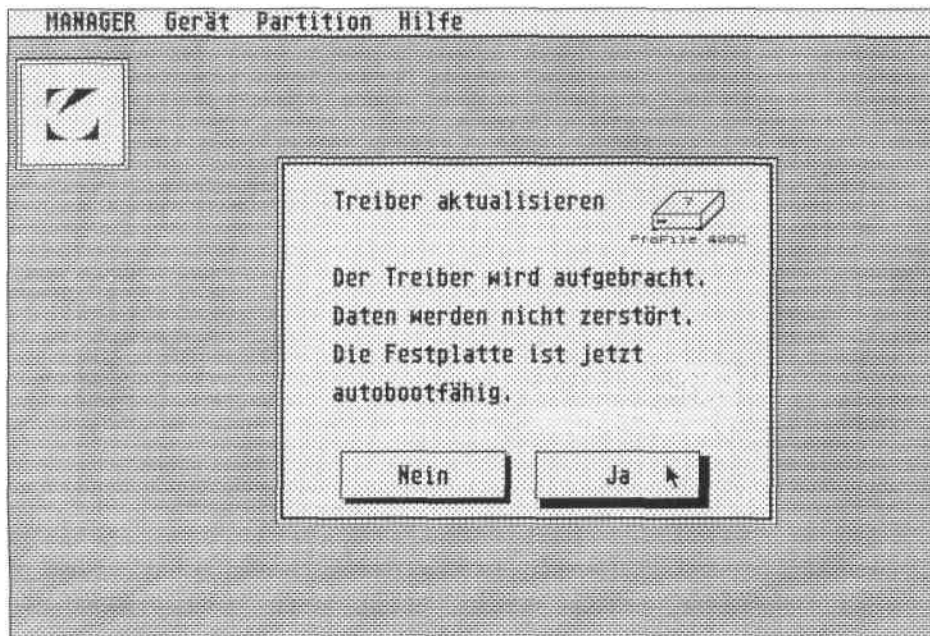 MANAGER Gerät Partition Hilfe
Treiber aktualisieren
?
ProFile 420C
Der Treiber wird aufgebracht.
Daten werden nicht zerstört.
Die Festplatte ist jetzt
autobootfähig.
Nein Ja